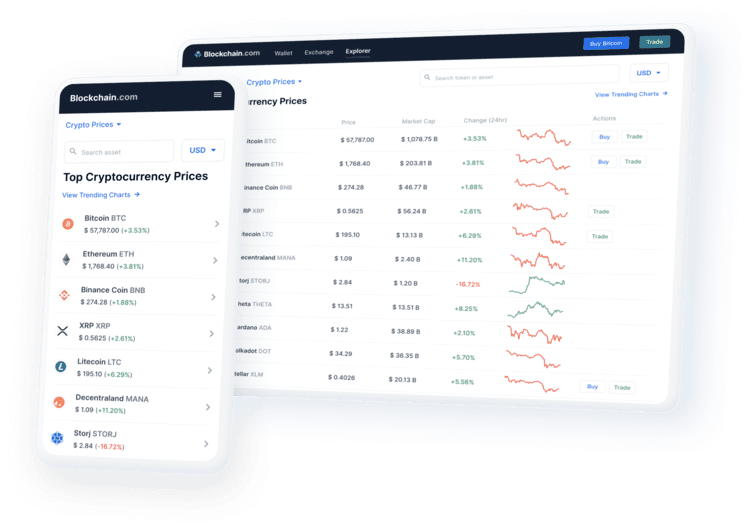 Blockchain.com
Crypto Prices
Search asset
USD
Top Cryptocurrency Prices
View Trending Charts →
Bitcoin BTC
$ 57,787.00 (+3.53%)
Ethereum ETH
$ 1,768.40 (+3.81%)
Binance Coin BNB
$ 274.28 (+1.88%)
XRP XRP
$ 0.5625 (+2.61%)
Litecoin LTC
$ 195.10 (+6.29%)
Decentraland MANA
$ 1.09 (+11.20%)
Storj STORJ
$ 2.84 (-16.72%)
Blockchain.com Wallet Exchange Explorer Buy Bitcoin Trade
Crypto Prices Search token or asset USD
urrency Prices View Trending Charts →
Price Market Cap Change (24hr) Actions
itcoin BTC $ 57,787.00 $ 1,078.75 B +3.53% Buy Trade
thereum ETH $ 1,768.40 $ 203.81 B +3.81% Buy Trade
inance Coin BNB $ 274.28 $ 46.77 B +1.88%
RP XRP $ 0.5625 $ 56.24 B +2.61% Trade
itecoin LTC $ 195.10 $ 13.13 B +6.29% Trade
ecentraland MANA $ 1.09 $ 2.40 B +11.20%
torj STORJ $ 2.84 $ 1.20 B -16.72%
heta THETA $ 13.51 $ 13.51 B +8.25%
ardano ADA $ 1.22 $ 38.89 B +2.10%
olkadot DOT $ 34.29 $ 36.35 B +5.70%
tellar XLM $ 0.4026 $ 20.13 B +5.56% Buy Trade